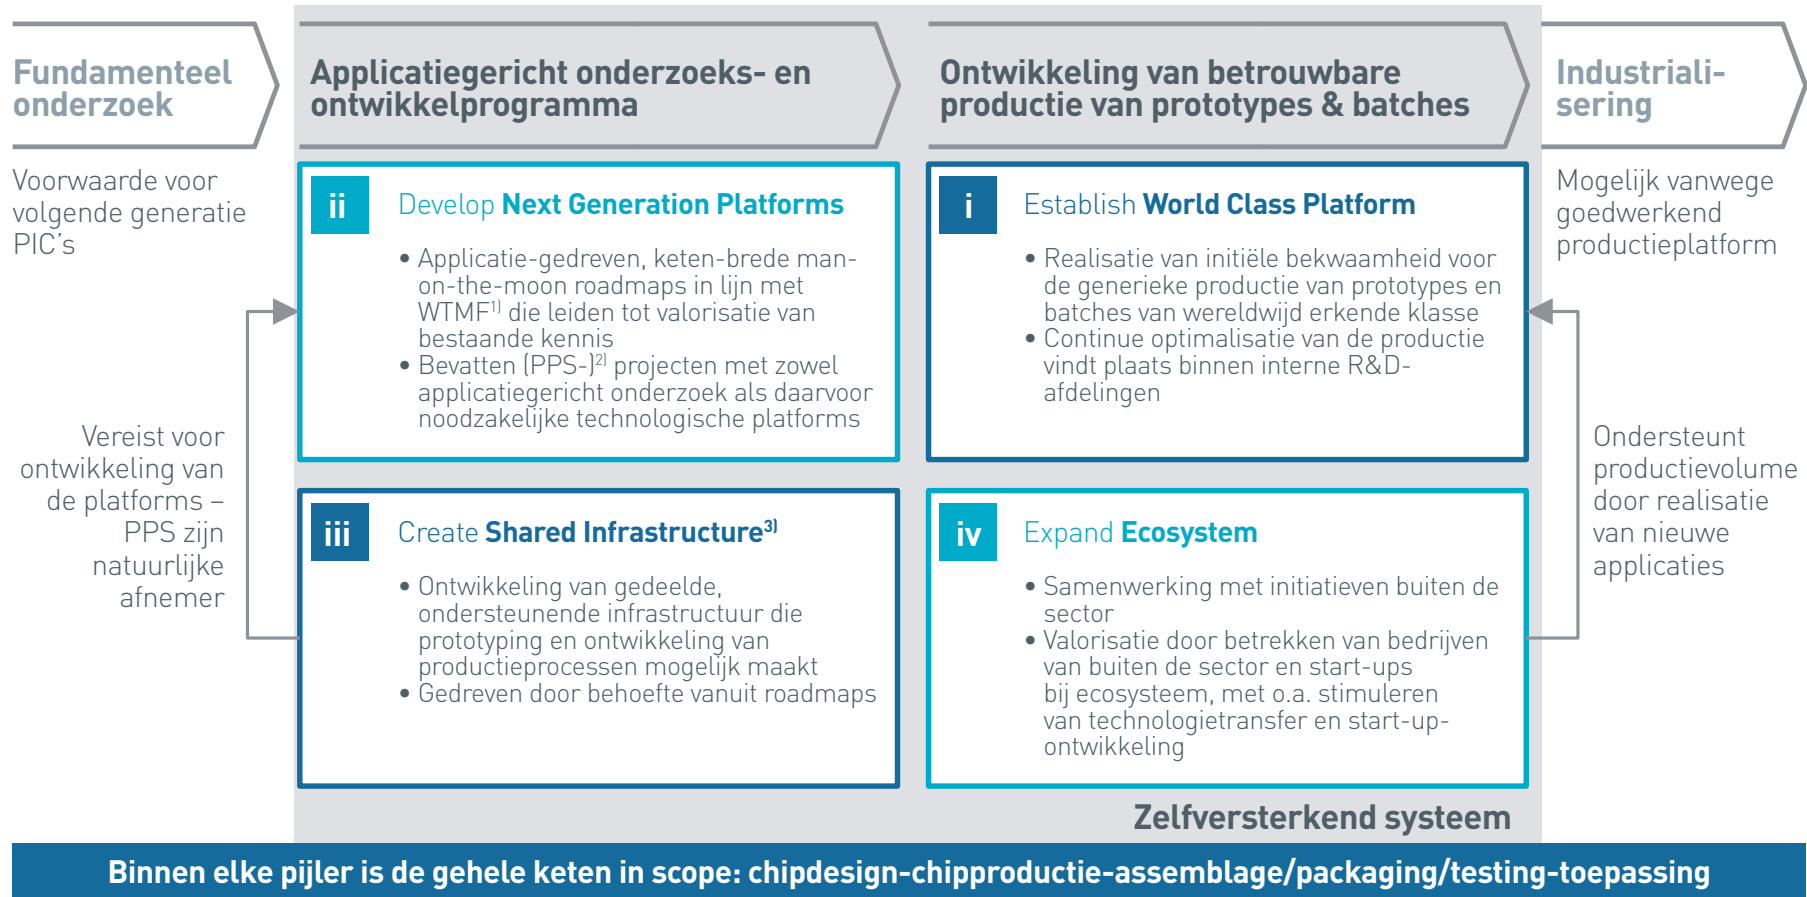 Fundamenteel
onderzoek
Applicatiegericht onderzoeks- en
ontwikkelprogramma
Ontwikkeling van betrouwbare
productie van prototypes & batches
Industriali-
sering
Voorwaarde voor
volgende generatie
PIC's
Vereist voor
ontwikkeling van
de platforms –
PPS zijn
natuurlijke
afnemer
ii
Develop Next Generation Platforms
• Applicatie-gedreven, keten-brede man-
on-the-moon roadmaps in lijn met
WTMF1) die leiden tot valorisatie van
bestaande kennis
• Bevatten (PPS-)2) projecten met zowel
applicatiegericht onderzoek als daarvoor
noodzakelijke technologische platforms
i
Establish World Class Platform
• Realisatie van initiële bekwaamheid voor
de generieke productie van prototypes en
batches van wereldwijd erkende klasse
• Continue optimalisatie van de productie
vindt plaats binnen interne R&D-
afdelingen
Mogelijk vanwege
goedwerkend
productieplatform
Ondersteunt
productievolume
door realisatie
van nieuwe
applicaties
iii
Create Shared Infrastructure3)
• Ontwikkeling van gedeelde,
ondersteunende infrastructuur die
prototyping en ontwikkeling van
productieprocessen mogelijk maakt
• Gedreven door behoefte vanuit roadmaps
iv
Expand Ecosystem
• Samenwerking met initiatieven buiten de
sector
• Valorisatie door betrekken van bedrijven
van buiten de sector en start-ups
bij ecosysteem, met o.a. stimuleren
van technologietransfer en start-up-
ontwikkeling
Zelfversterkend systeem
Binnen elke pijler is de gehele keten in scope: chipdesign-chipproductie-assemblage/packaging/testing-toepassing